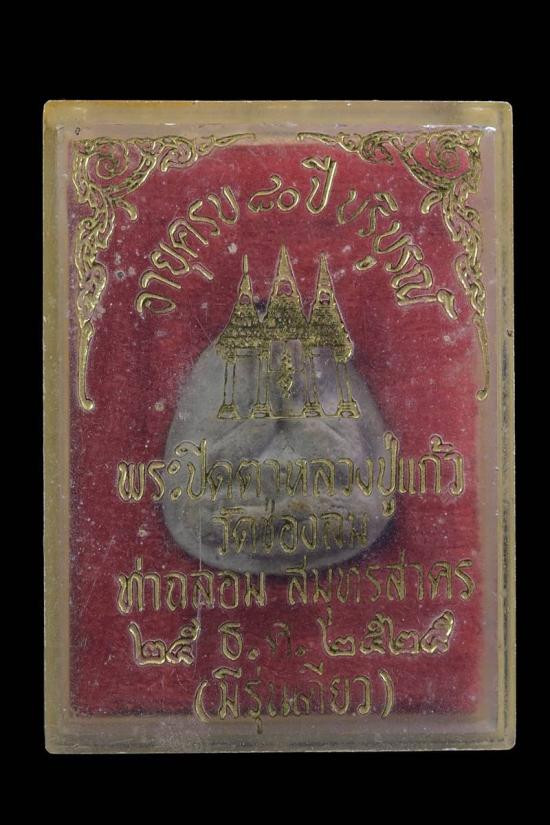 อายุครบ ๘๐ ปี บริบูรณ์
พระปิดตาหลวงปู่แก้ว
วัดช่องลม
ท่าฉลอม สมุทรสาคร
๒๕ ธ.ค. ๒๕๒๕
(มีรุ่นเดียว)